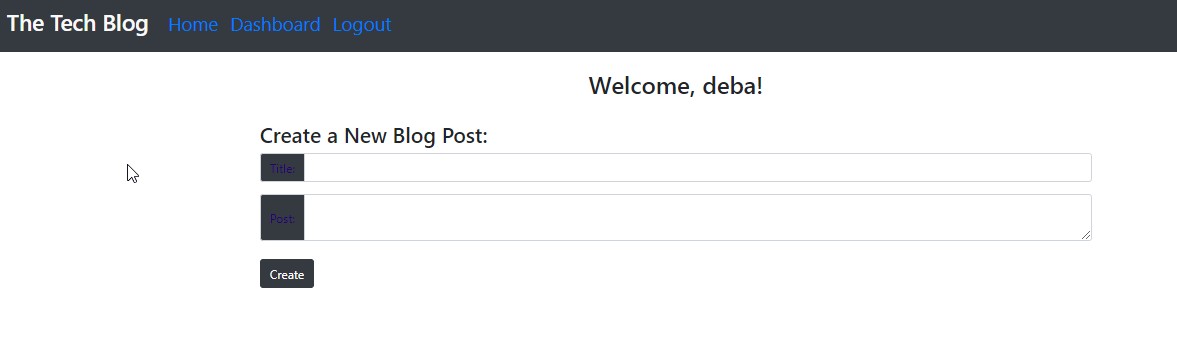 The Tech Blog Home Dashboard Logout
Welcome, deba!
Create a New Blog Post:
Title:
Post:
Create